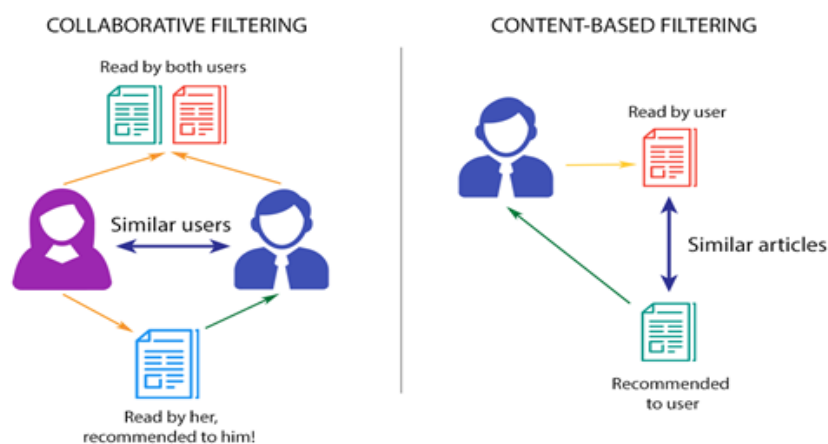 COLLABORATIVE FILTERING
Read by both users
Similar users
Read by her,
recommended to him!
CONTENT-BASED FILTERING
Read by user
Similar articles
Recommended
to user